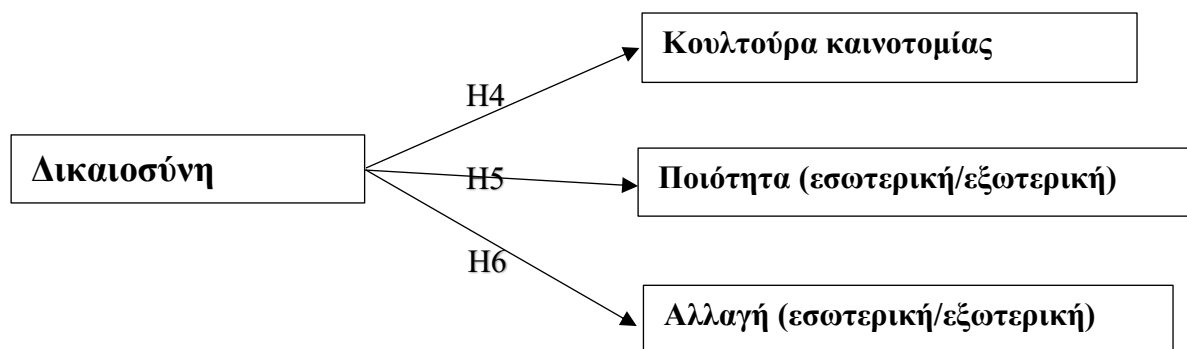 Κουλτούρα καινοτομίας
H4
Δικαιοσύνη
H5
Ποιότητα (εσωτερική/εξωτερική)
H6
Αλλαγή (εσωτερική/εξωτερική)